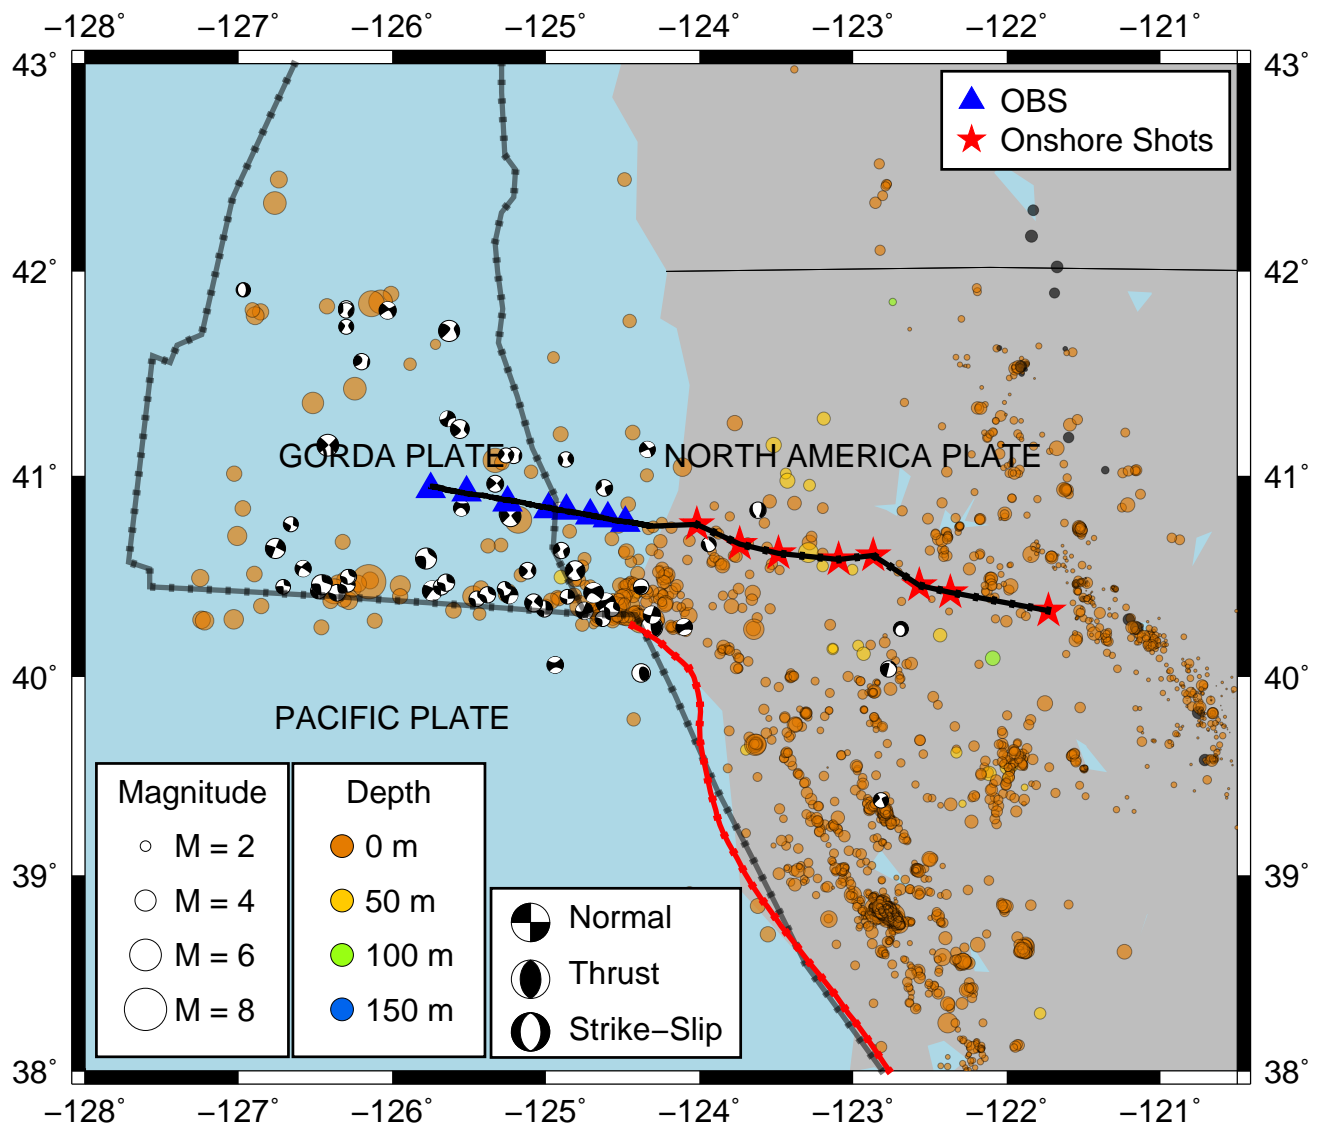 −128˚ −127˚ −126˚ −125˚ −124˚ −123˚ −122˚ −121˚
43˚ 43˚
OBS
Onshore Shots
42˚ 42˚
GORDA PLATE NORTH AMERICA PLATE
41˚ 41˚
40˚ 40˚
PACIFIC PLATE
Magnitude
M = 2
M = 4
M = 6
M = 8
Depth
0 m
50 m
100 m
150 m
Normal
Thrust
Strike−Slip
39˚ 39˚
38˚ 38˚
−128˚ −127˚ −126˚ −125˚ −124˚ −123˚ −122˚ −121˚